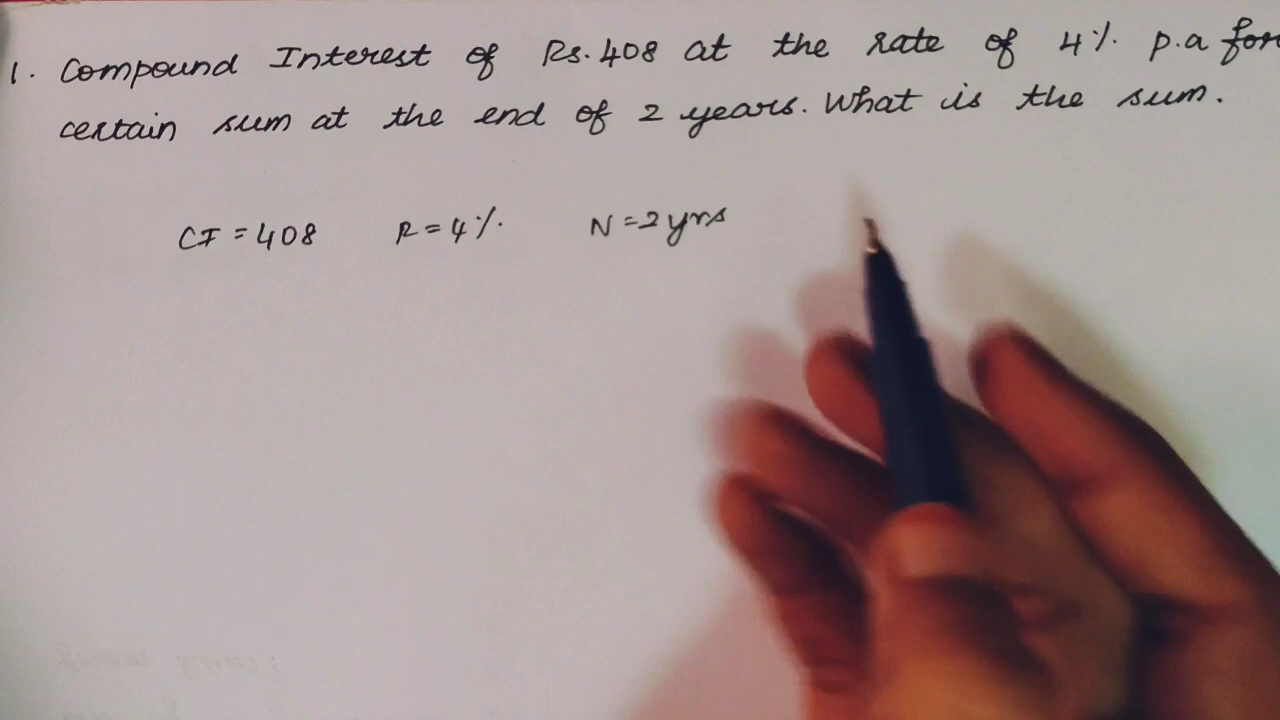 1. Compound Interest of Rs.408 at the rate of 4%. p.a for
certain sum at the end of 2 years. What is the sum.
CI = 408 R = 4%. N = 2 yrs